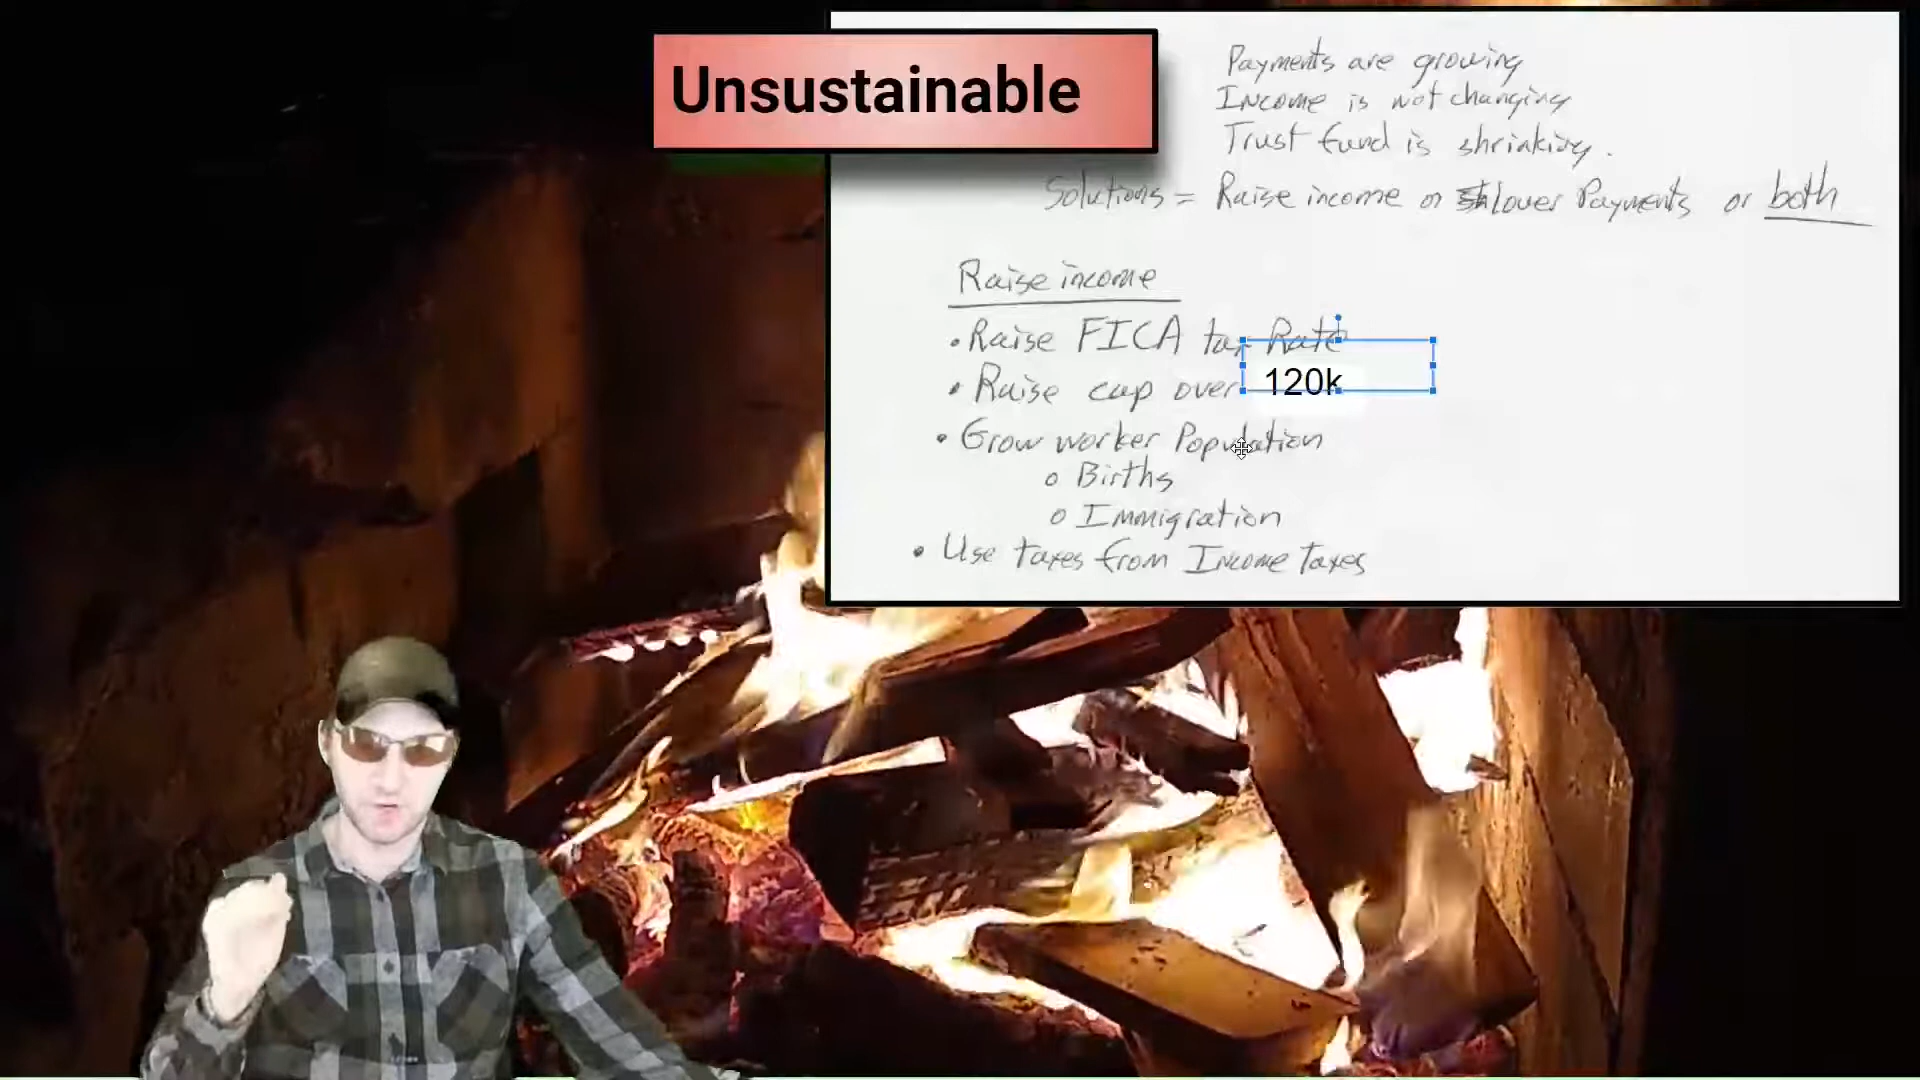 Unsustainable
Payments are growing
Income is not changing
Trust fund is shrinking.
Solutions = Raise income or lower Payments or both
Raise income
• Raise FICA tax Rate
• Raise cap over 120k
• Grow worker Population
o Births
o Immigration
• Use taxes from Income Taxes